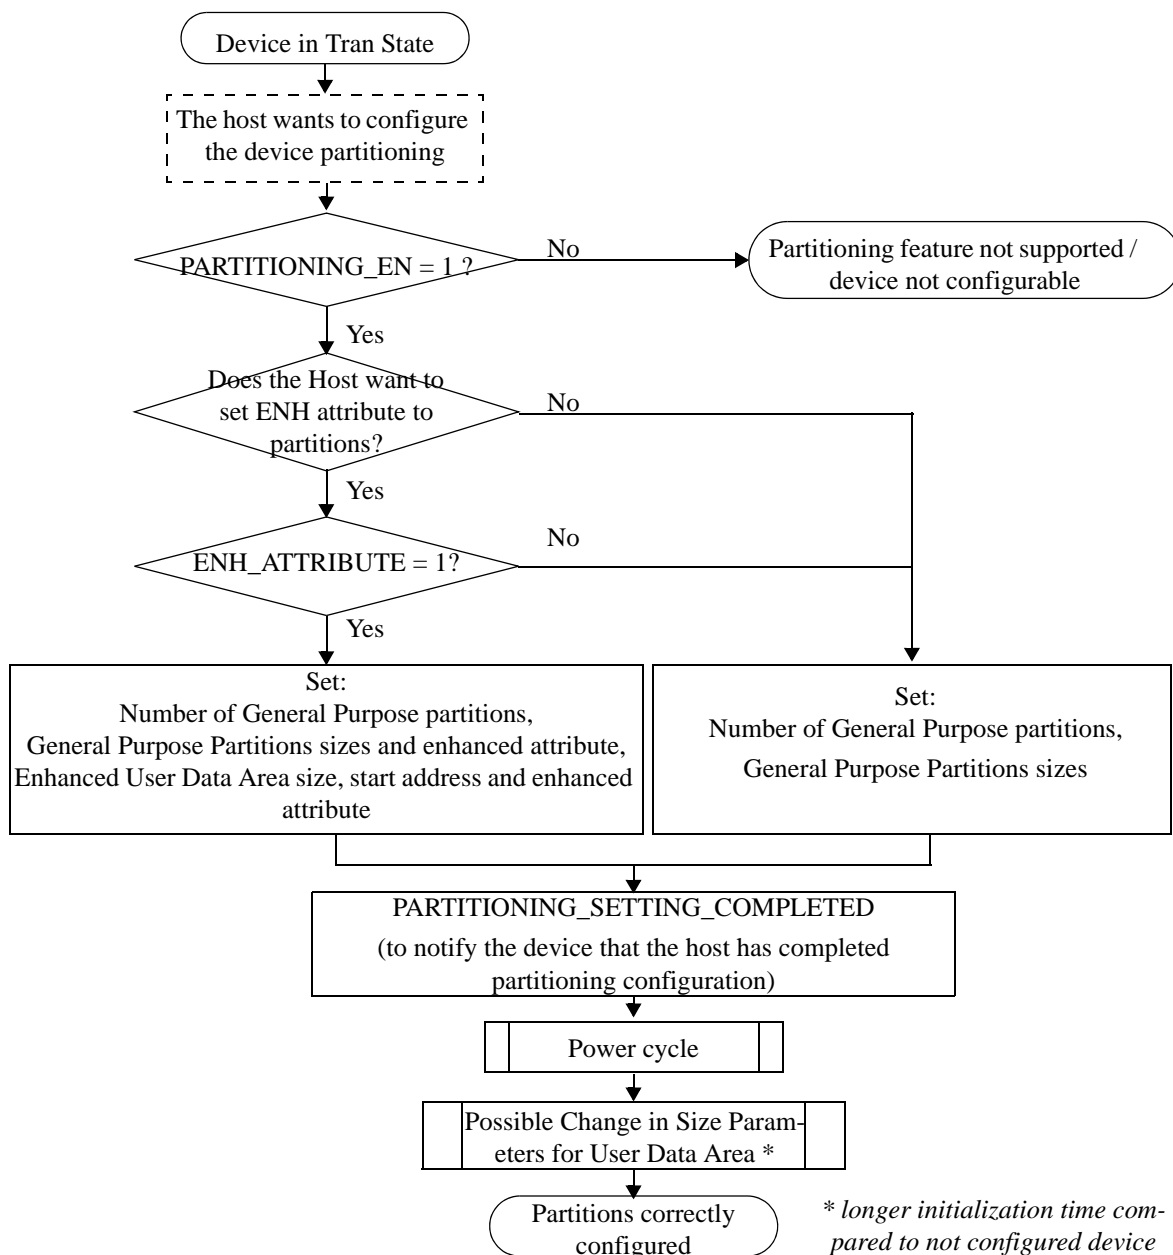 Device in Tran State
The host wants to configure
the device partitioning
PARTITIONING_EN = 1 ?
No
Partitioning feature not supported /
device not configurable
Yes
Does the Host want to
set ENH attribute to
partitions?
No
Yes
ENH_ATTRIBUTE = 1?
No
Yes
Set:
Number of General Purpose partitions,
General Purpose Partitions sizes and enhanced attribute,
Enhanced User Data Area size, start address and enhanced
attribute
Set:
Number of General Purpose partitions,
General Purpose Partitions sizes
PARTITIONING_SETTING_COMPLETED
(to notify the device that the host has completed
partitioning configuration)
Power cycle
Possible Change in Size Param-
eters for User Data Area *
Partitions correctly
configured
* longer initialization time com-
pared to not configured device